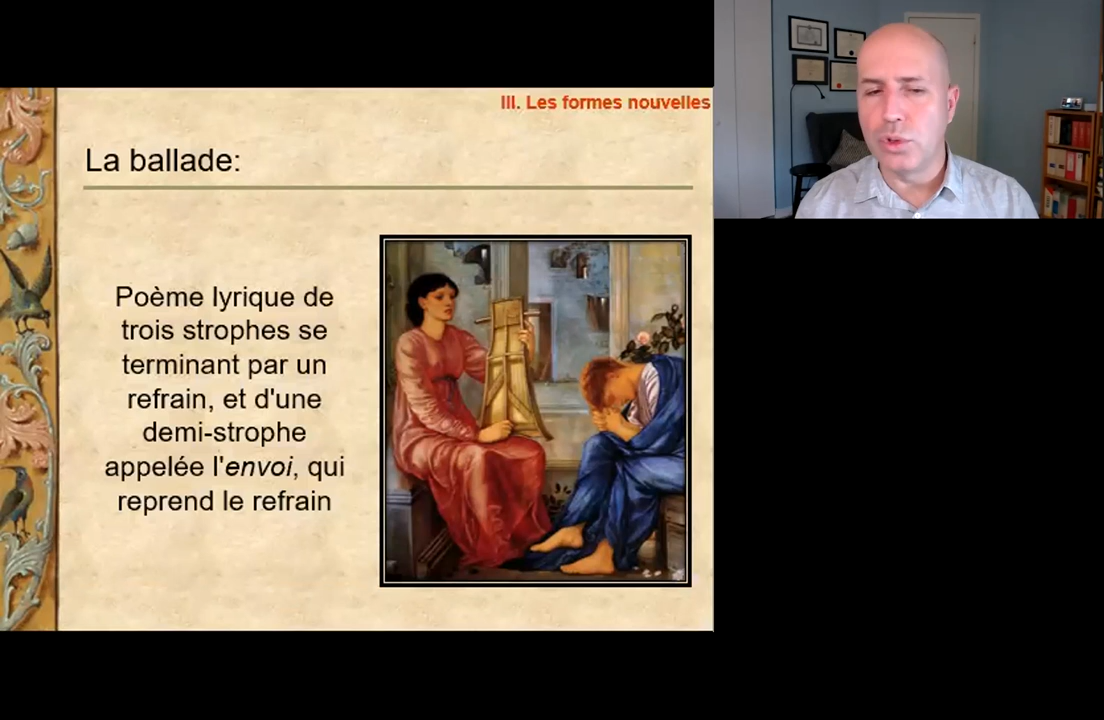 III. Les formes nouvelles
La ballade:
Poème lyrique de
trois strophes se
terminant par un
refrain, et d'une
demi-strophe
appelée l'envoi, qui
reprend le refrain